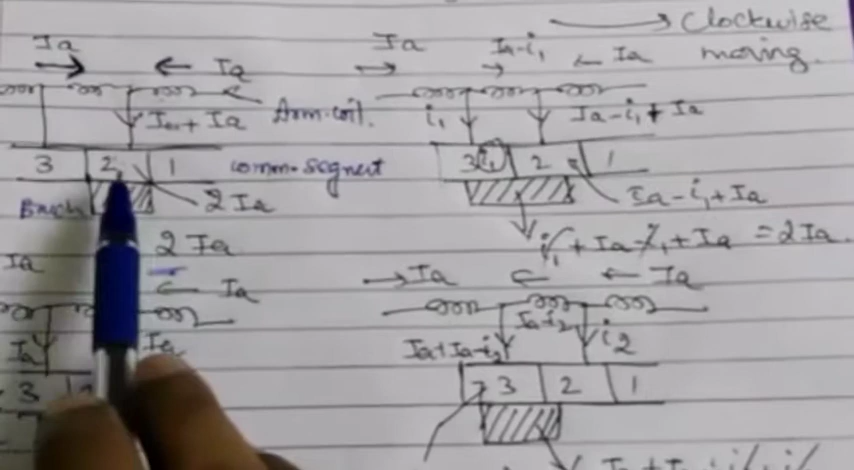 Clockwise
moving.
Ia
← Ia
Ia+Ia
Arm-coil.
3 2 1
comm-segment
Brush
2Ia
2Ia
Ia
Ia-i₁
← Ia
i₁
Ia-i₁+Ia
3 i₁ 2 1
Ia-i₁+Ia
i₁+Ia-i₁+Ia = 2Ia.
Ia
← Ia
Ia
Ia
3
→ Ia
← Ia
Ia-i₂
Ia+Ia-i₂
i2
3 2 1